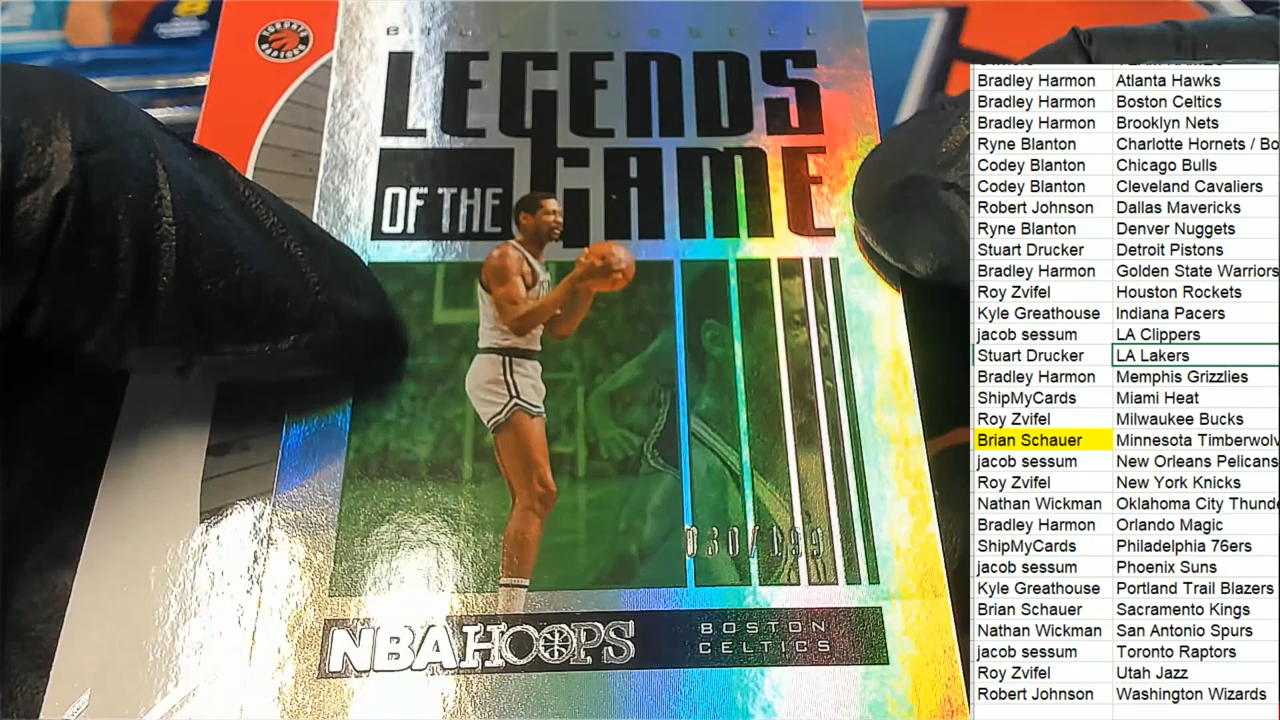 TORONTO
RAPTORS
BILL RUSSELL
LEGENDS
OF THE GAME
030/199
NBA HOOPS
BOSTON
CELTICS
Bradley Harmon Atlanta Hawks
Bradley Harmon Boston Celtics
Bradley Harmon Brooklyn Nets
Ryne Blanton Charlotte Hornets / Bo
Codey Blanton Chicago Bulls
Codey Blanton Cleveland Cavaliers
Robert Johnson Dallas Mavericks
Ryne Blanton Denver Nuggets
Stuart Drucker Detroit Pistons
Bradley Harmon Golden State Warriors
Roy Zvifel Houston Rockets
Kyle Greathouse Indiana Pacers
jacob sessum LA Clippers
Stuart Drucker LA Lakers
Bradley Harmon Memphis Grizzlies
ShipMyCards Miami Heat
Roy Zvifel Milwaukee Bucks
Brian Schauer Minnesota Timberwolv
jacob sessum New Orleans Pelicans
Roy Zvifel New York Knicks
Nathan Wickman Oklahoma City Thunde
Bradley Harmon Orlando Magic
ShipMyCards Philadelphia 76ers
jacob sessum Phoenix Suns
Kyle Greathouse Portland Trail Blazers
Brian Schauer Sacramento Kings
Nathan Wickman San Antonio Spurs
jacob sessum Toronto Raptors
Roy Zvifel Utah Jazz
Robert Johnson Washington Wizards